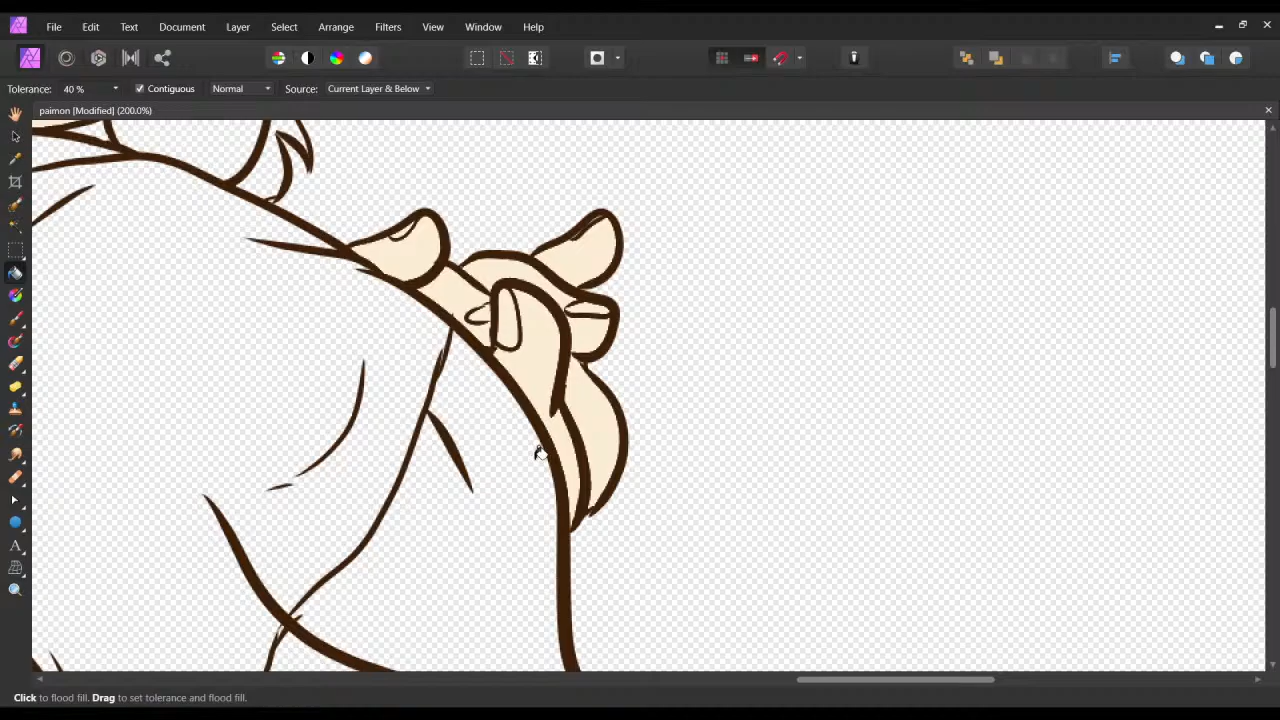 File Edit Text Document Layer Select Arrange Filters View Window Help
Tolerance: 40 % Contiguous Normal Source: Current Layer & Below
paimon [Modified] (200.0%)
A
Click to flood fill. Drag to set tolerance and flood fill.